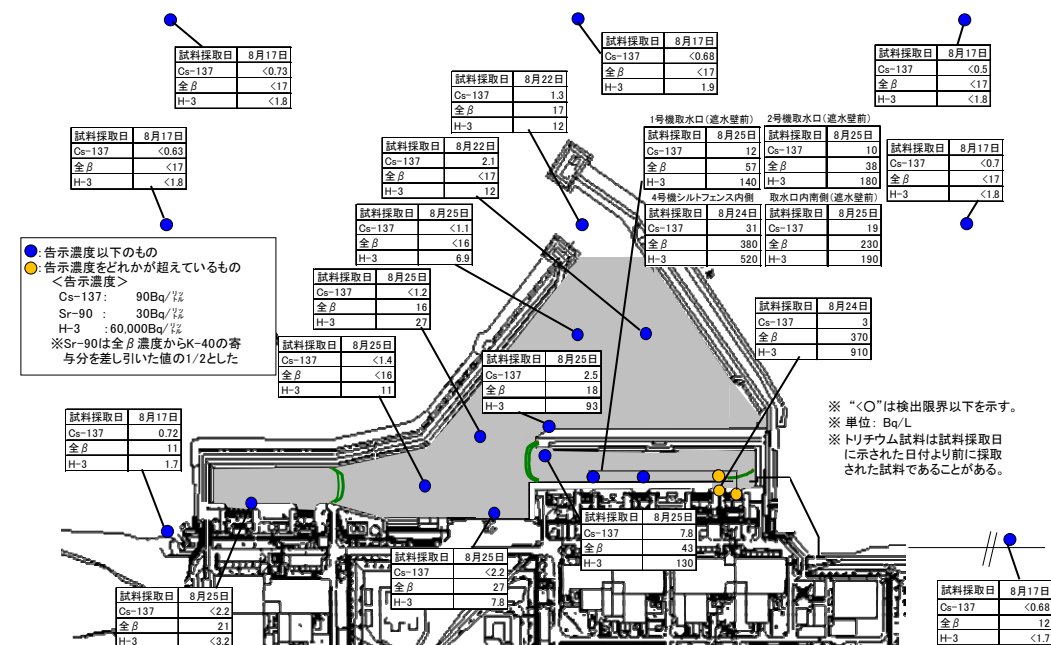 試料採取日 8月17日
Cs-137 <0.73
全β <17
H-3 <1.8
試料採取日 8月17日
Cs-137 <0.68
全β <17
H-3 1.9
試料採取日 8月17日
Cs-137 <0.5
全β <17
H-3 <1.8
試料採取日 8月22日
Cs-137 1.3
全β 17
H-3 12
試料採取日 8月17日
Cs-137 <0.63
全β <17
H-3 <1.8
試料採取日 8月22日
Cs-137 2.1
全β <17
H-3 12
1号機取水口(遮水壁前)
試料採取日 8月25日
Cs-137 12
全β 57
H-3 140
2号機取水口(遮水壁前)
試料採取日 8月25日
Cs-137 10
全β 38
H-3 180
試料採取日 8月17日
Cs-137 <0.7
全β <17
H-3 <1.8
4号機シルトフェンス内側
試料採取日 8月24日
Cs-137 31
全β 380
H-3 520
取水口内南側(遮水壁前)
試料採取日 8月25日
Cs-137 19
全β 230
H-3 190
試料採取日 8月25日
Cs-137 <1.1
全β <16
H-3 6.9
:告示濃度以下のもの
:告示濃度をどれかが超えているもの
<告示濃度>
Cs-137: 90Bq/㍑
Sr-90 : 30Bq/㍑
H-3 :60,000Bq/㍑
※Sr-90は全β濃度からK-40の寄
与分を差し引いた値の1/2とした
試料採取日 8月25日
Cs-137 <1.2
全β 16
H-3 27
試料採取日 8月24日
Cs-137 3
全β 370
H-3 910
試料採取日 8月25日
Cs-137 <1.4
全β <16
H-3 11
試料採取日 8月25日
Cs-137 2.5
全β 18
H-3 93
※ “<○”は検出限界以下を示す。
※ 単位: Bq/L
※ トリチウム試料は試料採取日
に示された日付より前に採取
された試料であることがある。
試料採取日 8月17日
Cs-137 0.72
全β 11
H-3 1.7
試料採取日 8月25日
Cs-137 7.8
全β 43
H-3 130
試料採取日 8月25日
Cs-137 <2.2
全β 27
H-3 7.8
試料採取日 8月25日
Cs-137 <2.2
全β 21
H-3 <3.2
試料採取日 8月17日
Cs-137 <0.68
全β 12
H-3 <1.7